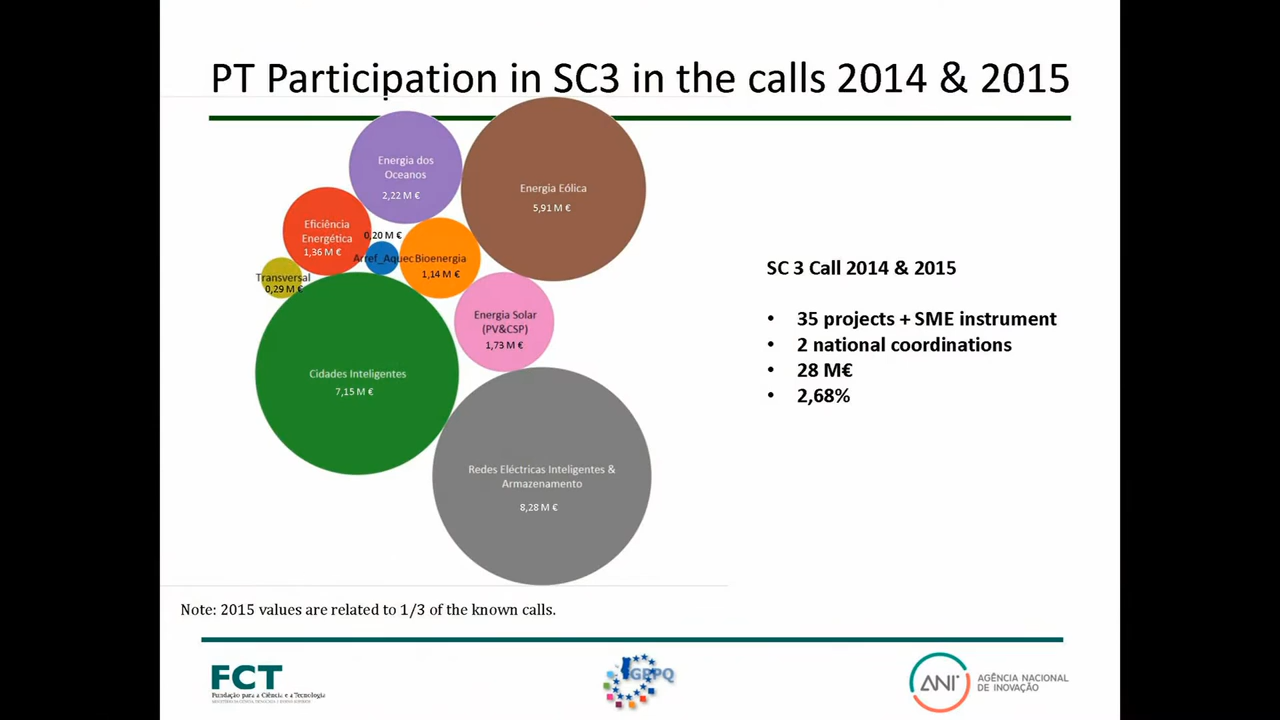 PT Participation in SC3 in the calls 2014 & 2015
Energia dos
Oceanos
2,22 M €
Energia Eólica
5,91 M €
Eficiência
Energética
1,36 M €
0,20 M €
Arref_Aquec
Bioenergia
1,14 M €
Transversal
0,29 M €
Energia Solar
(PV&CSP)
1,73 M €
Cidades Inteligentes
7,15 M €
Redes Eléctricas Inteligentes &
Armazenamento
8,28 M €
SC 3 Call 2014 & 2015
• 35 projects + SME instrument
• 2 national coordinations
• 28 M€
• 2,68%
Note: 2015 values are related to 1/3 of the known calls.
FCT
Fundação para a Ciência e a Tecnologia
GPPQ
ANI
AGÊNCIA NACIONAL
DE INOVAÇÃO